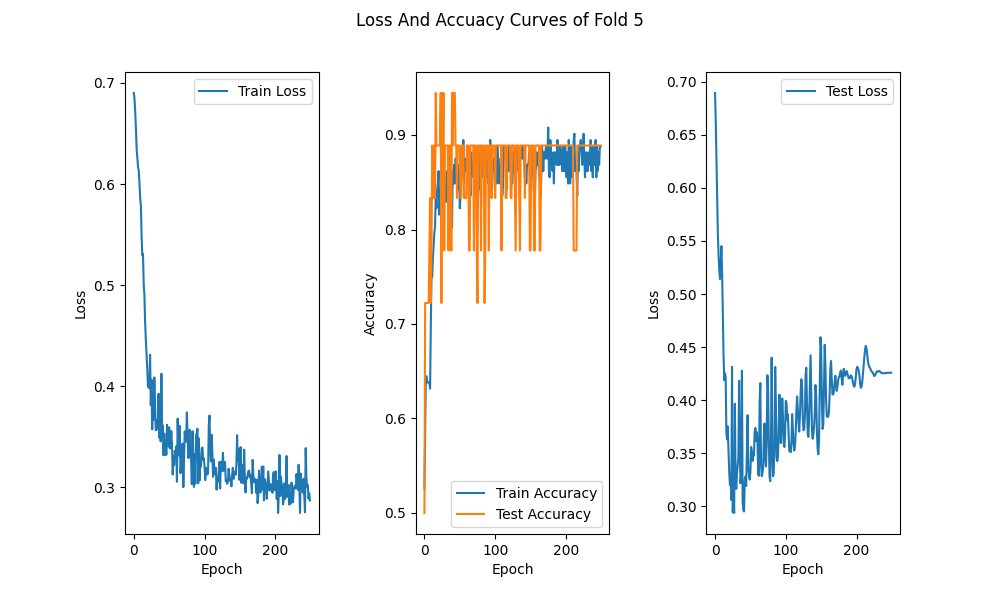 Loss And Accuacy Curves of Fold 5
0.7
0.6
0.5
0.4
0.3
Loss
0
100
200
Epoch
Train Loss
0.9
0.8
0.7
0.6
0.5
Accuracy
0
100
200
Epoch
Train Accuracy
Test Accuracy
0.70
0.65
0.60
0.55
0.50
0.45
0.40
0.35
0.30
Loss
0
100
200
Epoch
Test Loss